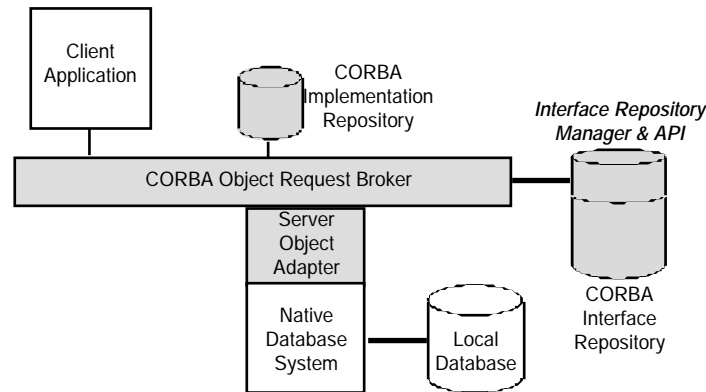 Client
Application
CORBA
Implementation
Repository
Interface Repository
Manager & API
CORBA Object Request Broker
Server
Object
Adapter
CORBA
Interface
Repository
Native
Database
System
Local
Database